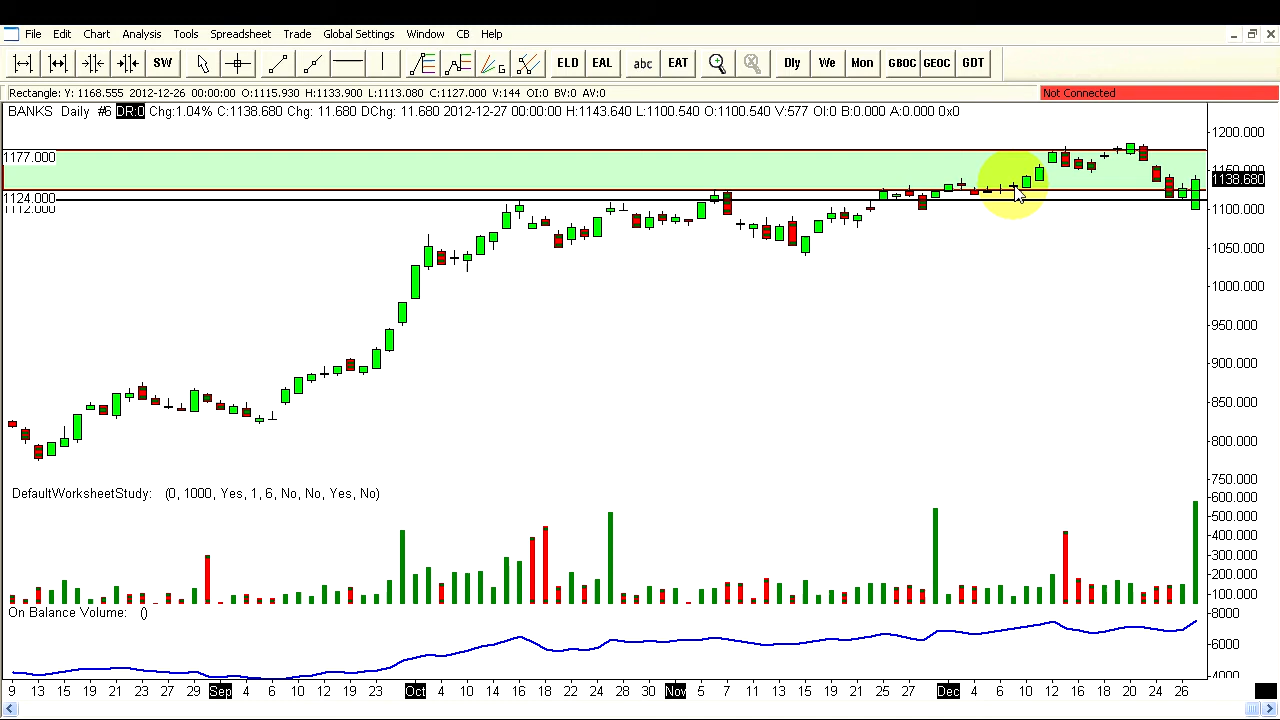 File Edit Chart Analysis Tools Spreadsheet Trade Global Settings Window CB Help
SW ELD EAL abc EAT Dly We Mon GBOC GEOC GDT
Rectangle: Y: 1168.555 2012-12-26 00:00:00 O:1115.930 H:1133.900 L:1113.080 C:1127.000 V:144 OI:0 BV:0 AV:0
Not Connected
BANKS Daily #6 DR:0 Chg:1.04% C:1138.680 Chg: 11.680 DChg: 11.680 2012-12-27 00:00:00 H:1143.640 L:1100.540 O:1100.540 V:577 OI:0 B:0.000 A:0.000 0x0
1200.000
1177.000
1150.000
1138.680
1124.000
1112.000
1100.000
1050.000
1000.000
950.000
900.000
850.000
800.000
750.000
DefaultWorksheetStudy: (0, 1000, Yes, 1, 6, No, No, Yes, No)
600.000
500.000
400.000
300.000
200.000
100.000
On Balance Volume: ()
8000
6000
4000
9 13 15 17 19 21 23 27 29 Sep 4 6 10 12 17 19 23 Oct 4 10 12 16 18 22 24 28 30 Nov 5 7 11 13 15 19 21 25 27 Dec 4 6 10 12 16 18 20 24 26